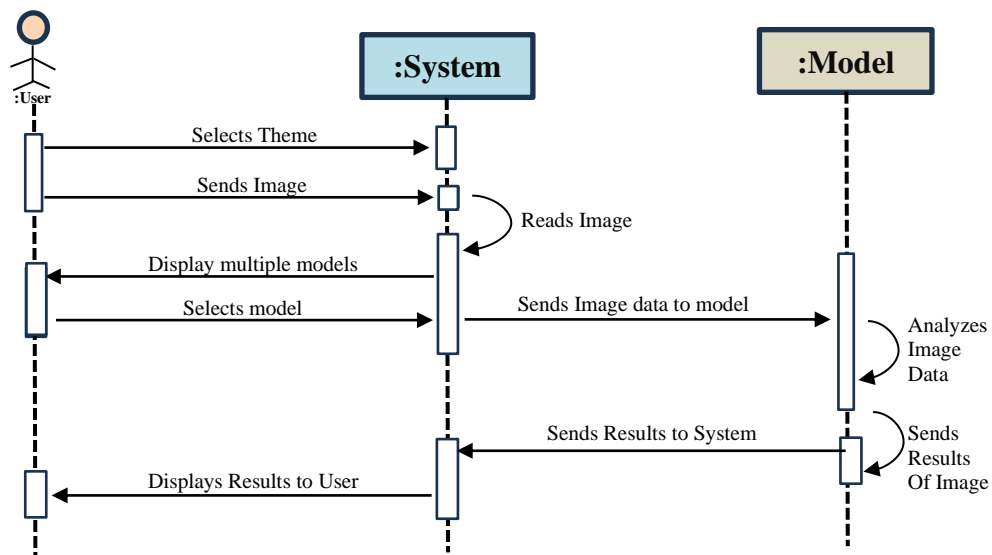 :User
:System
:Model
Selects Theme
Sends Image
Reads Image
Display multiple models
Selects model
Sends Image data to model
Analyzes
Image
Data
Sends Results to System
Sends
Results
Of Image
Displays Results to User